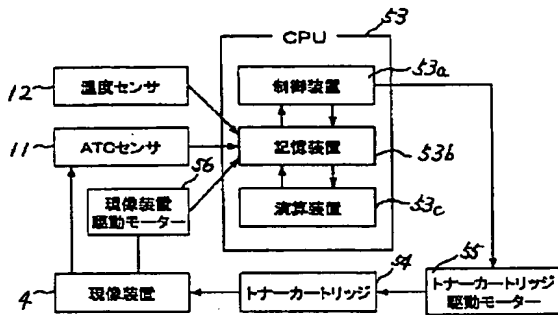 53
CPU
12
温度センサ
制御装置
53a
11
ATCセンサ
記憶装置
53b
56
現像装置
駆動モーター
演算装置
53c
4
現像装置
54
トナーカートリッジ
55
トナーカートリッジ
駆動モーター